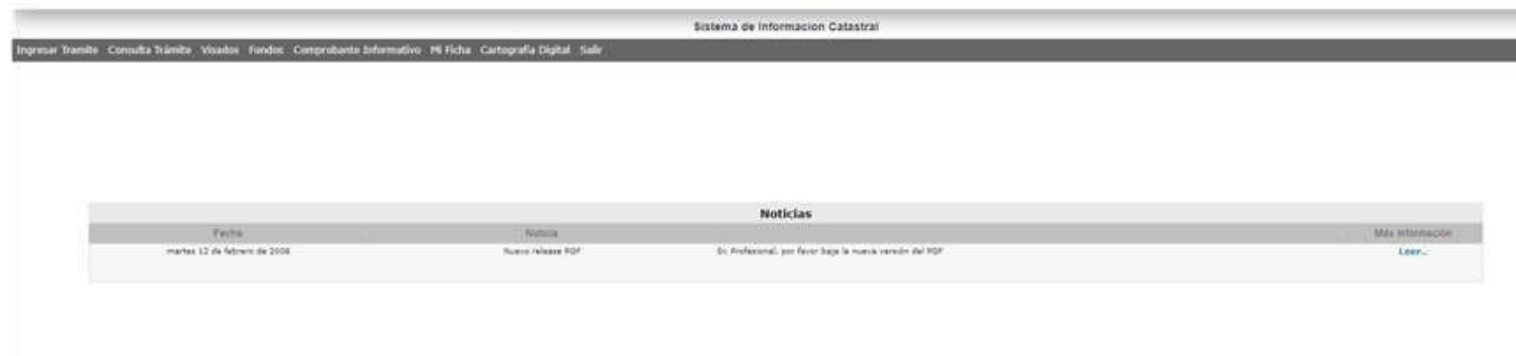 Sistema de Informacion Catastral
Ingresar Tramite Consulta Trámite Visados Fondos Comprobante Informativo Mi Ficha Cartografía Digital Salir
Noticias
Fecha Noticia Más información
martes 12 de febrero de 2008 Nuevo release PGF Sr. Profesional, por favor baje la nueva versión del PGF Leer...